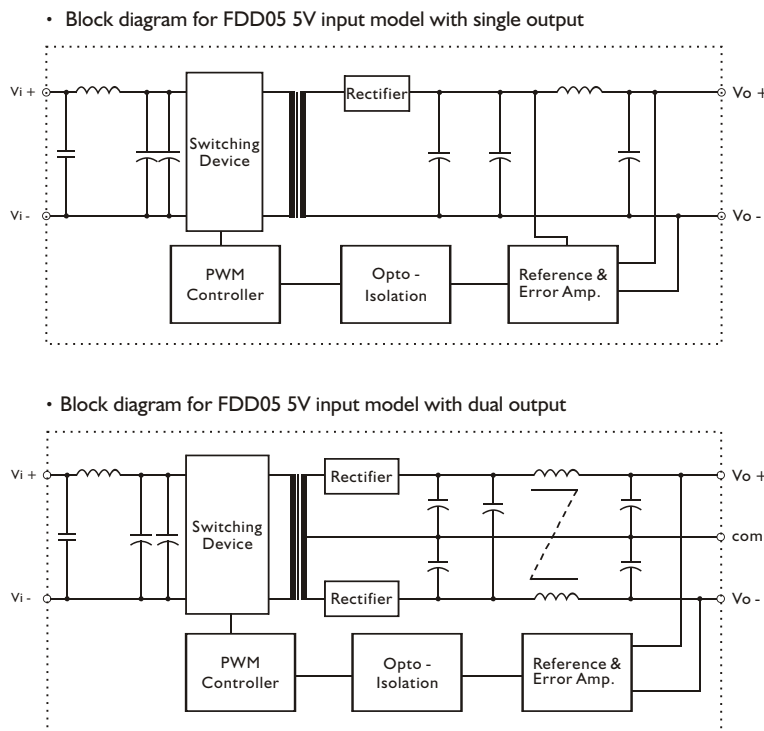 • Block diagram for FDD05 5V input model with single output
Vi +
Rectifier
Vo +
Switching
Device
Vi -
Vo -
PWM
Controller
Opto -
Isolation
Reference &
Error Amp.
• Block diagram for FDD05 5V input model with dual output
Vi +
Rectifier
Vo +
Switching
Device
com
Vi -
Rectifier
Vo -
PWM
Controller
Opto -
Isolation
Reference &
Error Amp.